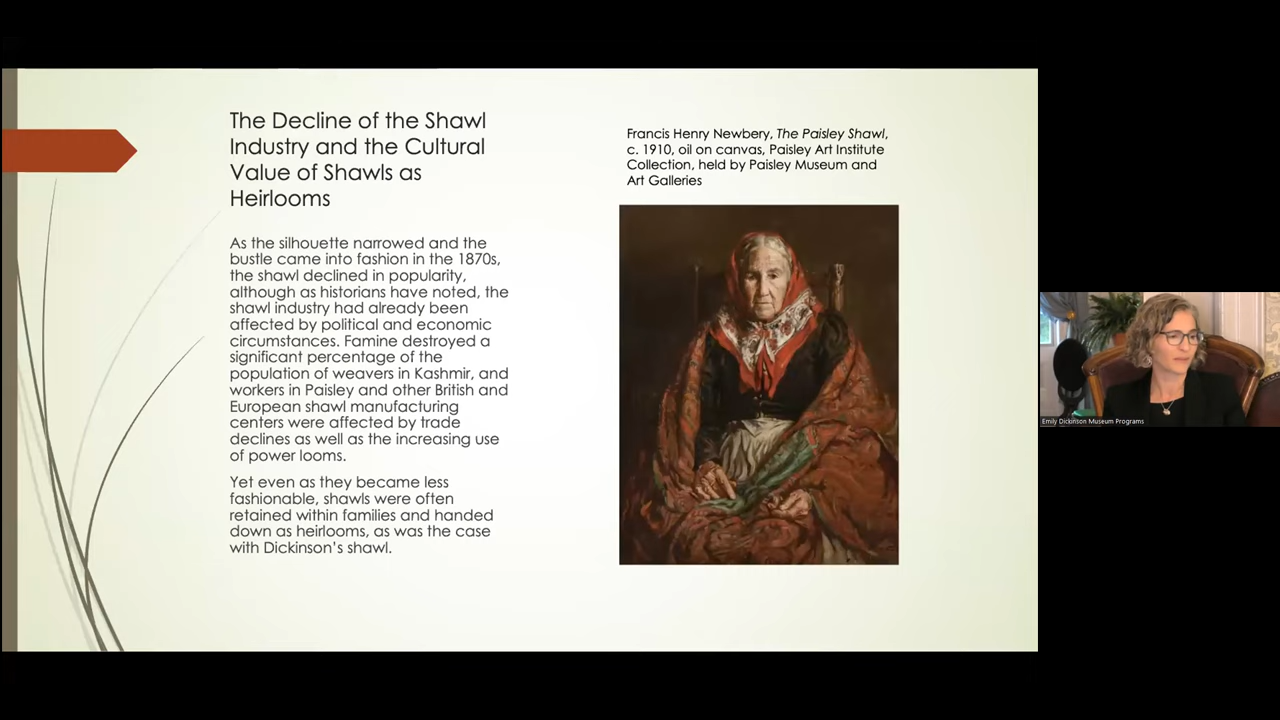 The Decline of the Shawl
Industry and the Cultural
Value of Shawls as
Heirlooms
As the silhouette narrowed and the
bustle came into fashion in the 1870s,
the shawl declined in popularity,
although as historians have noted, the
shawl industry had already been
affected by political and economic
circumstances. Famine destroyed a
significant percentage of the
population of weavers in Kashmir, and
workers in Paisley and other British and
European shawl manufacturing
centers were affected by trade
declines as well as the increasing use
of power looms.
Yet even as they became less
fashionable, shawls were often
retained within families and handed
down as heirlooms, as was the case
with Dickinson’s shawl.
Francis Henry Newbery, The Paisley Shawl,
c. 1910, oil on canvas, Paisley Art Institute
Collection, held by Paisley Museum and
Art Galleries
Emily Dickinson Museum Programs